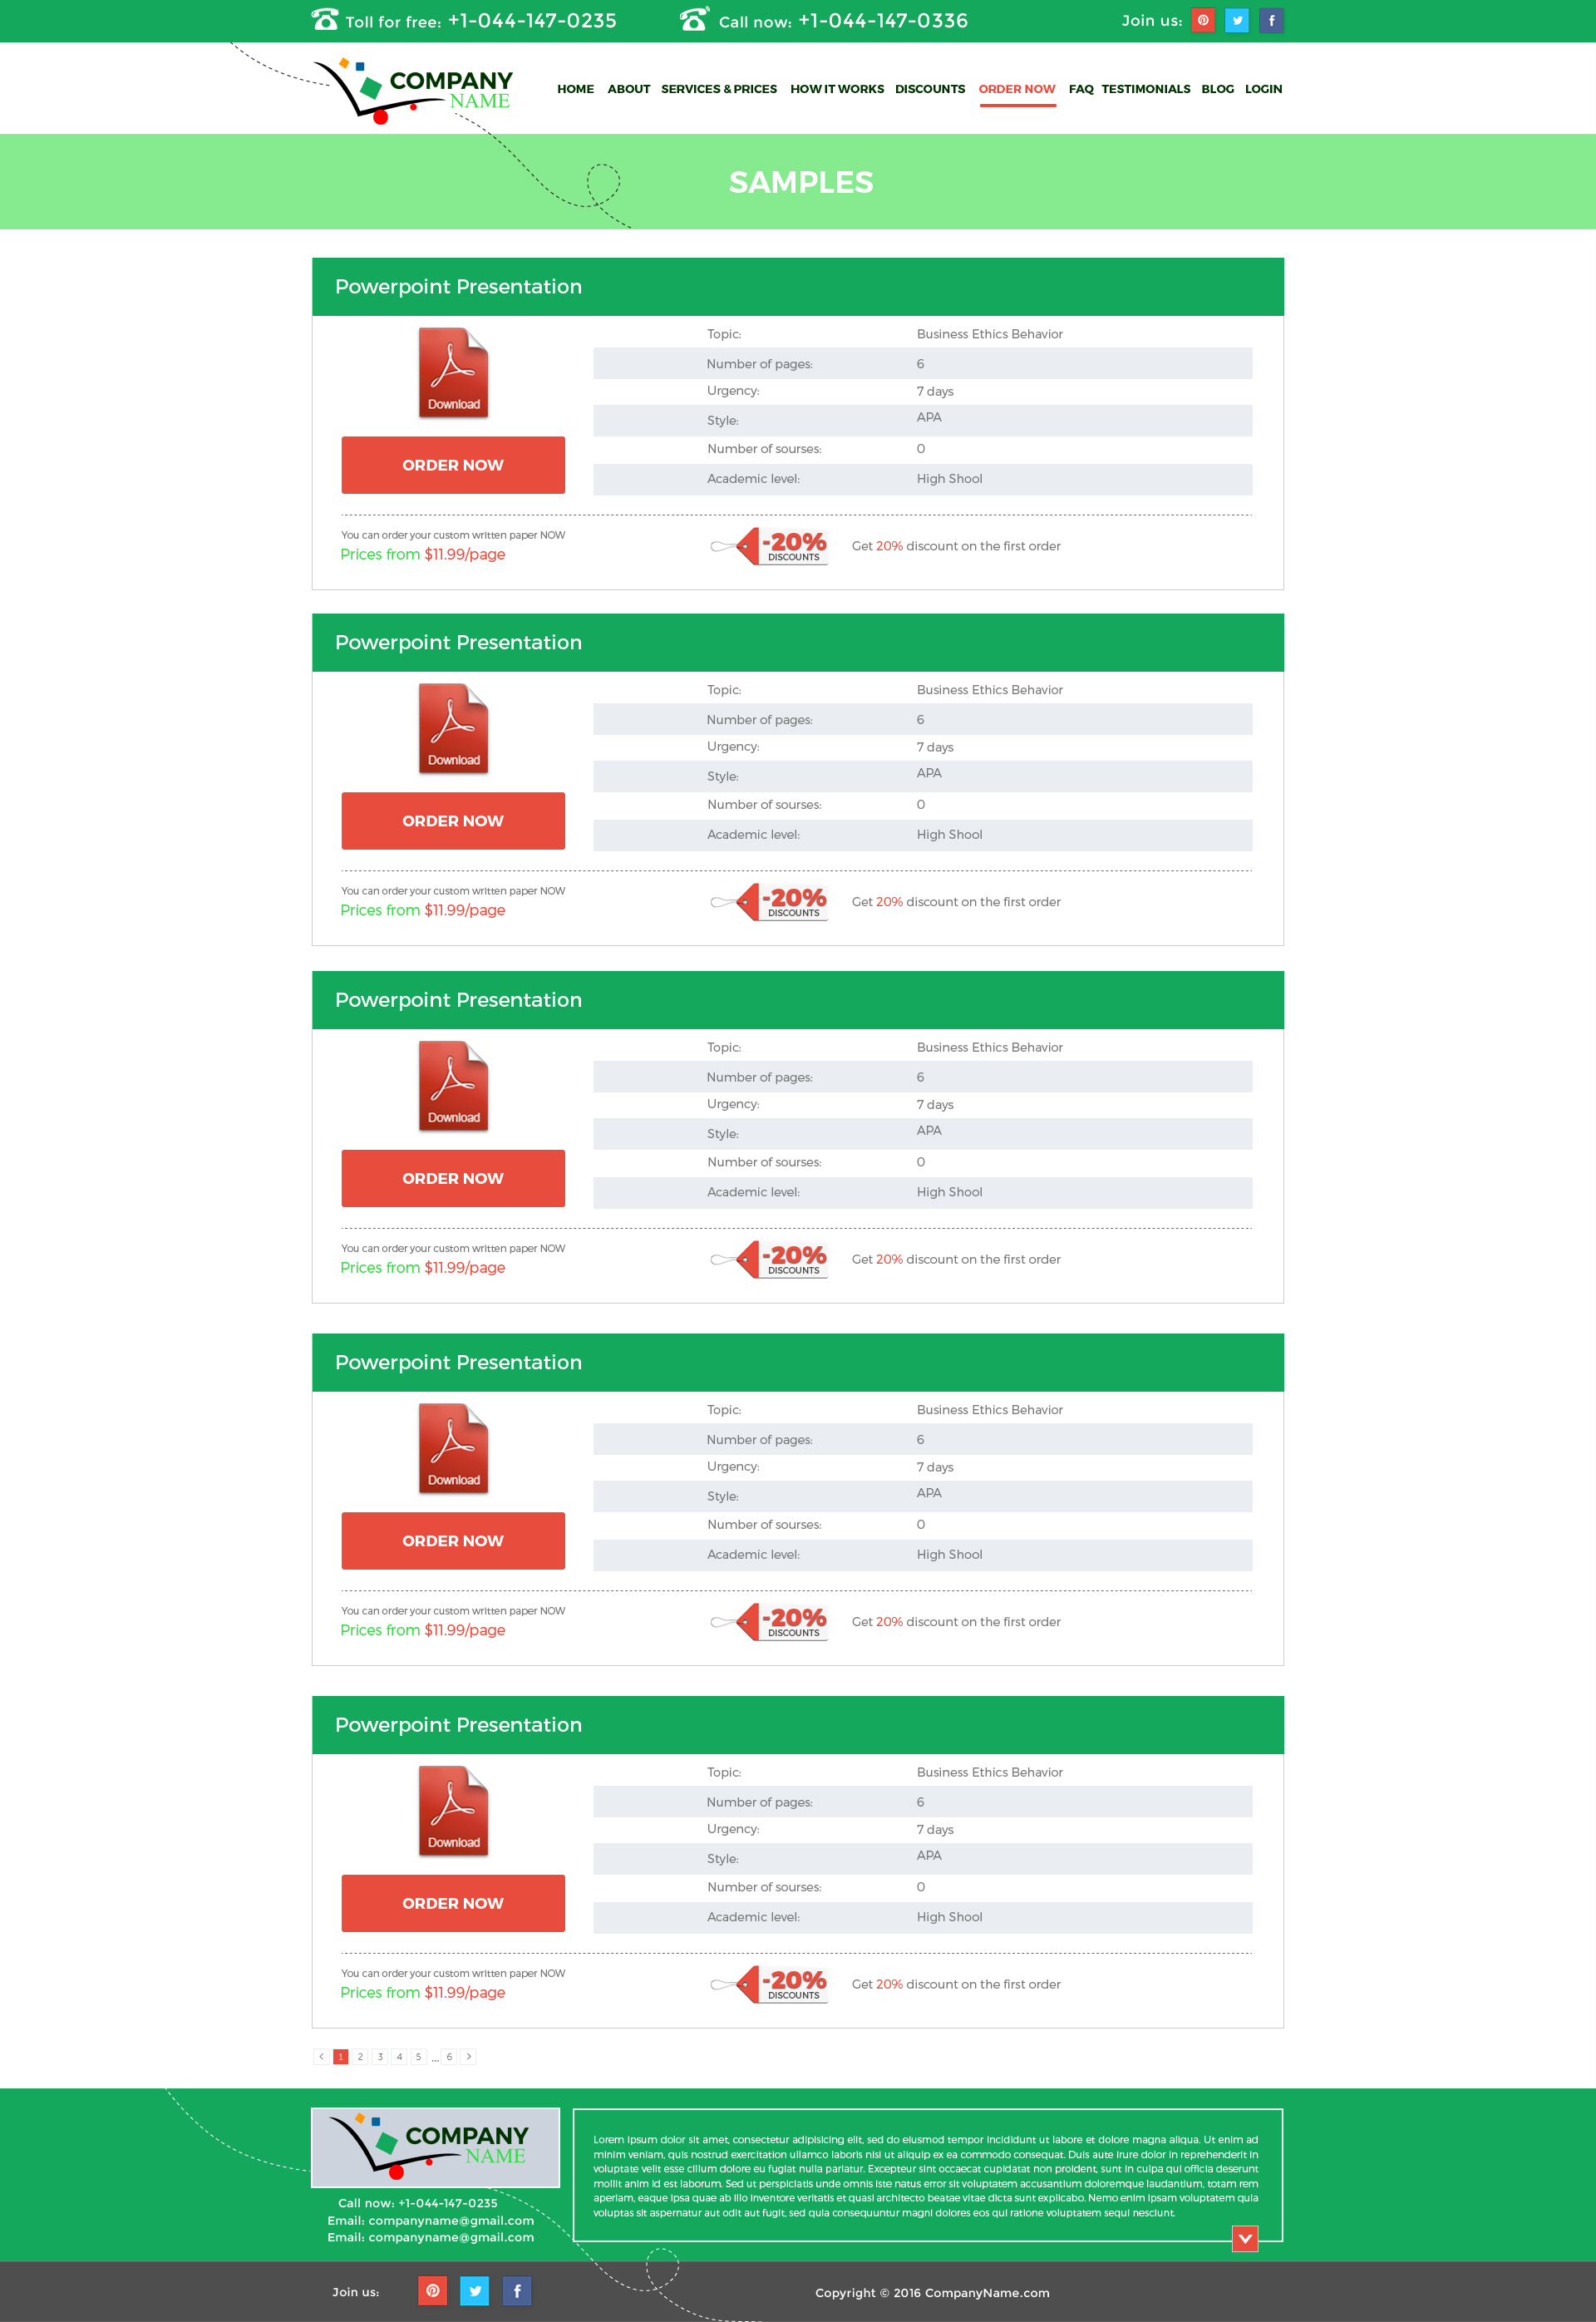 Toll for free: +1-044-147-0235 Call now: +1-044-147-0336 Join us:
COMPANY
NAME
HOME ABOUT SERVICES & PRICES HOW IT WORKS DISCOUNTS ORDER NOW FAQ TESTIMONIALS BLOG LOGIN
SAMPLES
Powerpoint Presentation
Download
ORDER NOW
Topic: Business Ethics Behavior
Number of pages: 6
Urgency: 7 days
Style: APA
Number of sourses: 0
Academic level: High Shool
You can order your custom written paper NOW
Prices from $11.99/page
-20%
DISCOUNTS
Get 20% discount on the first order
Powerpoint Presentation
Download
ORDER NOW
Topic: Business Ethics Behavior
Number of pages: 6
Urgency: 7 days
Style: APA
Number of sourses: 0
Academic level: High Shool
You can order your custom written paper NOW
Prices from $11.99/page
-20%
DISCOUNTS
Get 20% discount on the first order
Powerpoint Presentation
Download
ORDER NOW
Topic: Business Ethics Behavior
Number of pages: 6
Urgency: 7 days
Style: APA
Number of sourses: 0
Academic level: High Shool
You can order your custom written paper NOW
Prices from $11.99/page
-20%
DISCOUNTS
Get 20% discount on the first order
Powerpoint Presentation
Download
ORDER NOW
Topic: Business Ethics Behavior
Number of pages: 6
Urgency: 7 days
Style: APA
Number of sourses: 0
Academic level: High Shool
You can order your custom written paper NOW
Prices from $11.99/page
-20%
DISCOUNTS
Get 20% discount on the first order
Powerpoint Presentation
Download
ORDER NOW
Topic: Business Ethics Behavior
Number of pages: 6
Urgency: 7 days
Style: APA
Number of sourses: 0
Academic level: High Shool
You can order your custom written paper NOW
Prices from $11.99/page
-20%
DISCOUNTS
Get 20% discount on the first order
< 1 2 3 4 5 ... 6 >
COMPANY
NAME
Call now: +1-044-147-0235
Email: companyname@gmail.com
Email: companyname@gmail.com
Lorem ipsum dolor sit amet, consectetur adipisicing elit, sed do eiusmod tempor incididunt ut labore et dolore magna aliqua. Ut enim ad
minim veniam, quis nostrud exercitation ullamco laboris nisi ut aliquip ex ea commodo consequat. Duis aute irure dolor in reprehenderit in
voluptate velit esse cillum dolore eu fugiat nulla pariatur. Excepteur sint occaecat cupidatat non proident, sunt in culpa qui officia deserunt
mollit anim id est laborum. Sed ut perspiciatis unde omnis iste natus error sit voluptatem accusantium doloremque laudantium, totam rem
aperiam, eaque ipsa quae ab illo inventore veritatis et quasi architecto beatae vitae dicta sunt explicabo. Nemo enim ipsam voluptatem quia
voluptas sit aspernatur aut odit aut fugit, sed quia consequuntur magni dolores eos qui ratione voluptatem sequi nesciunt.
Join us:
Copyright © 2016 CompanyName.com